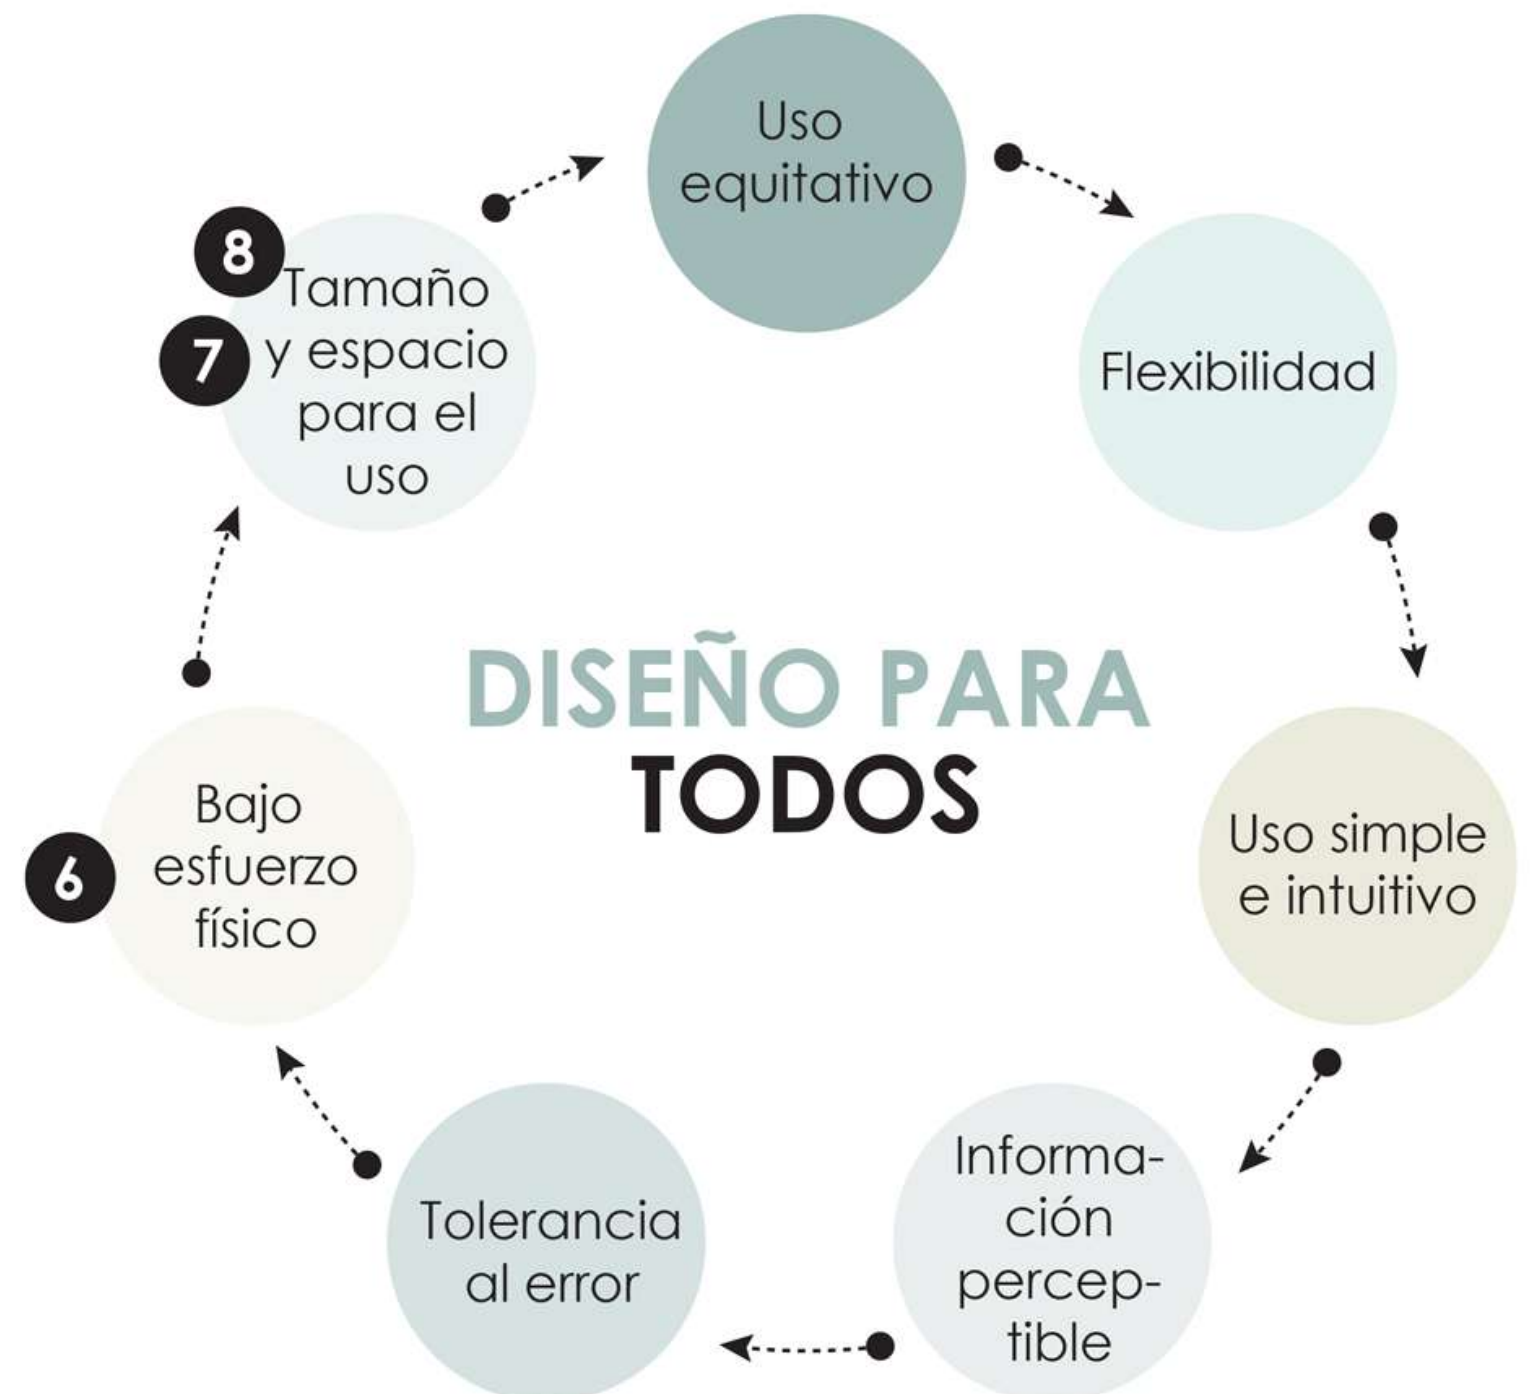 Uso
equitativo
Flexibilidad
Uso simple
e intuitivo
Informa-
ción
percep-
tible
Tolerancia
al error
6
Bajo
esfuerzo
físico
8
7
Tamaño
y espacio
para el
uso
DISEÑO PARA
TODOS